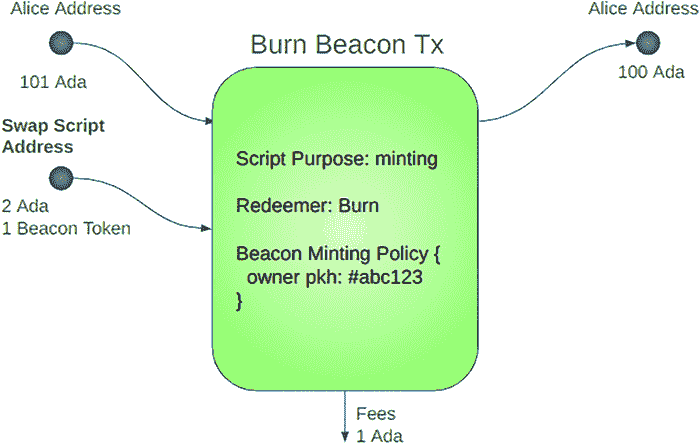 Alice Address
Alice Address
Burn Beacon Tx
101 Ada
100 Ada
Swap Script
Address
2 Ada
1 Beacon Token
Script Purpose: minting
Redeemer: Burn
Beacon Minting Policy {
owner pkh: #abc123
}
Fees
1 Ada